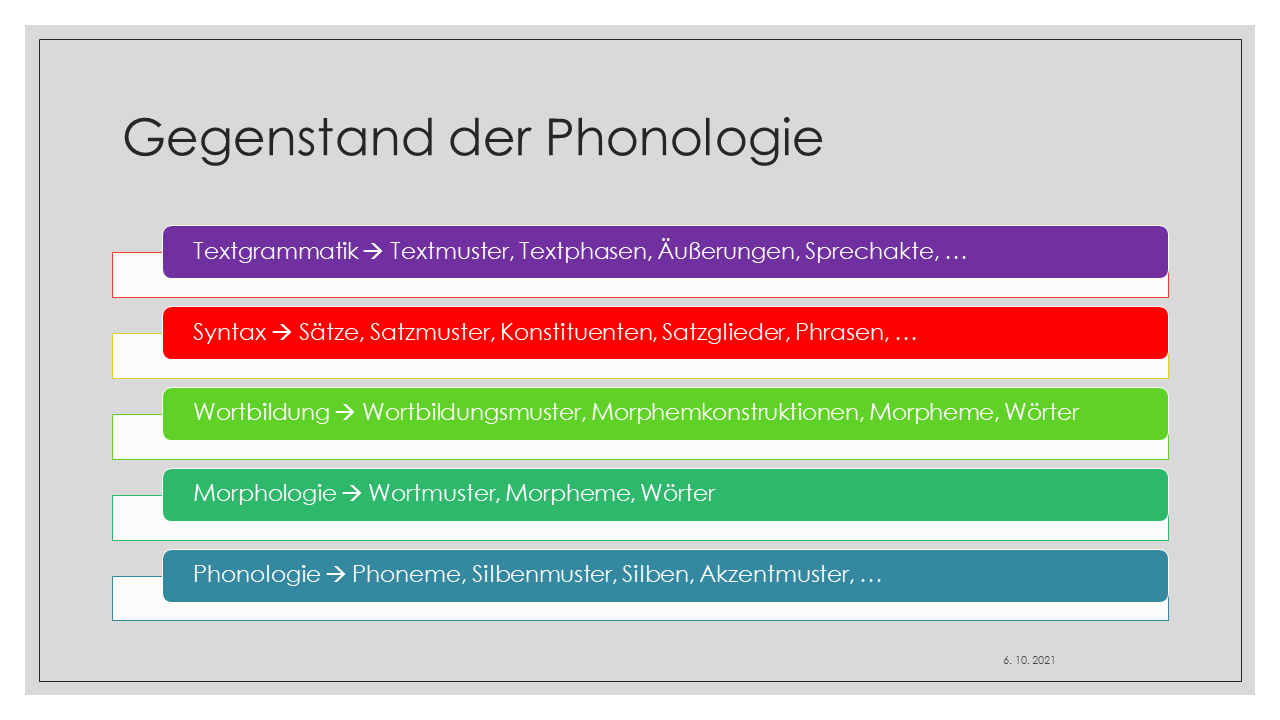 Gegenstand der Phonologie
Textgrammatik → Textmuster, Textphasen, Äußerungen, Sprechakte, …
Syntax → Sätze, Satzmuster, Konstituenten, Satzglieder, Phrasen, …
Wortbildung → Wortbildungsmuster, Morphemkonstruktionen, Morpheme, Wörter
Morphologie → Wortmuster, Morpheme, Wörter
Phonologie → Phoneme, Silbenmuster, Silben, Akzentmuster, …
6. 10. 2021